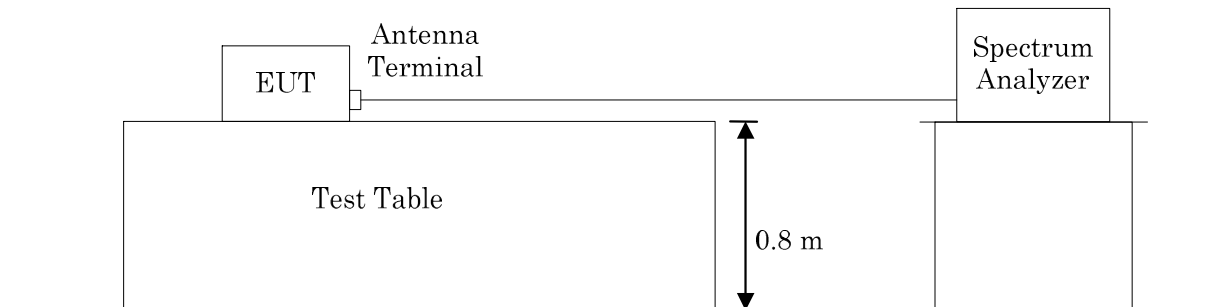 Antenna
Terminal
EUT
Spectrum
Analyzer
Test Table
0.8 m